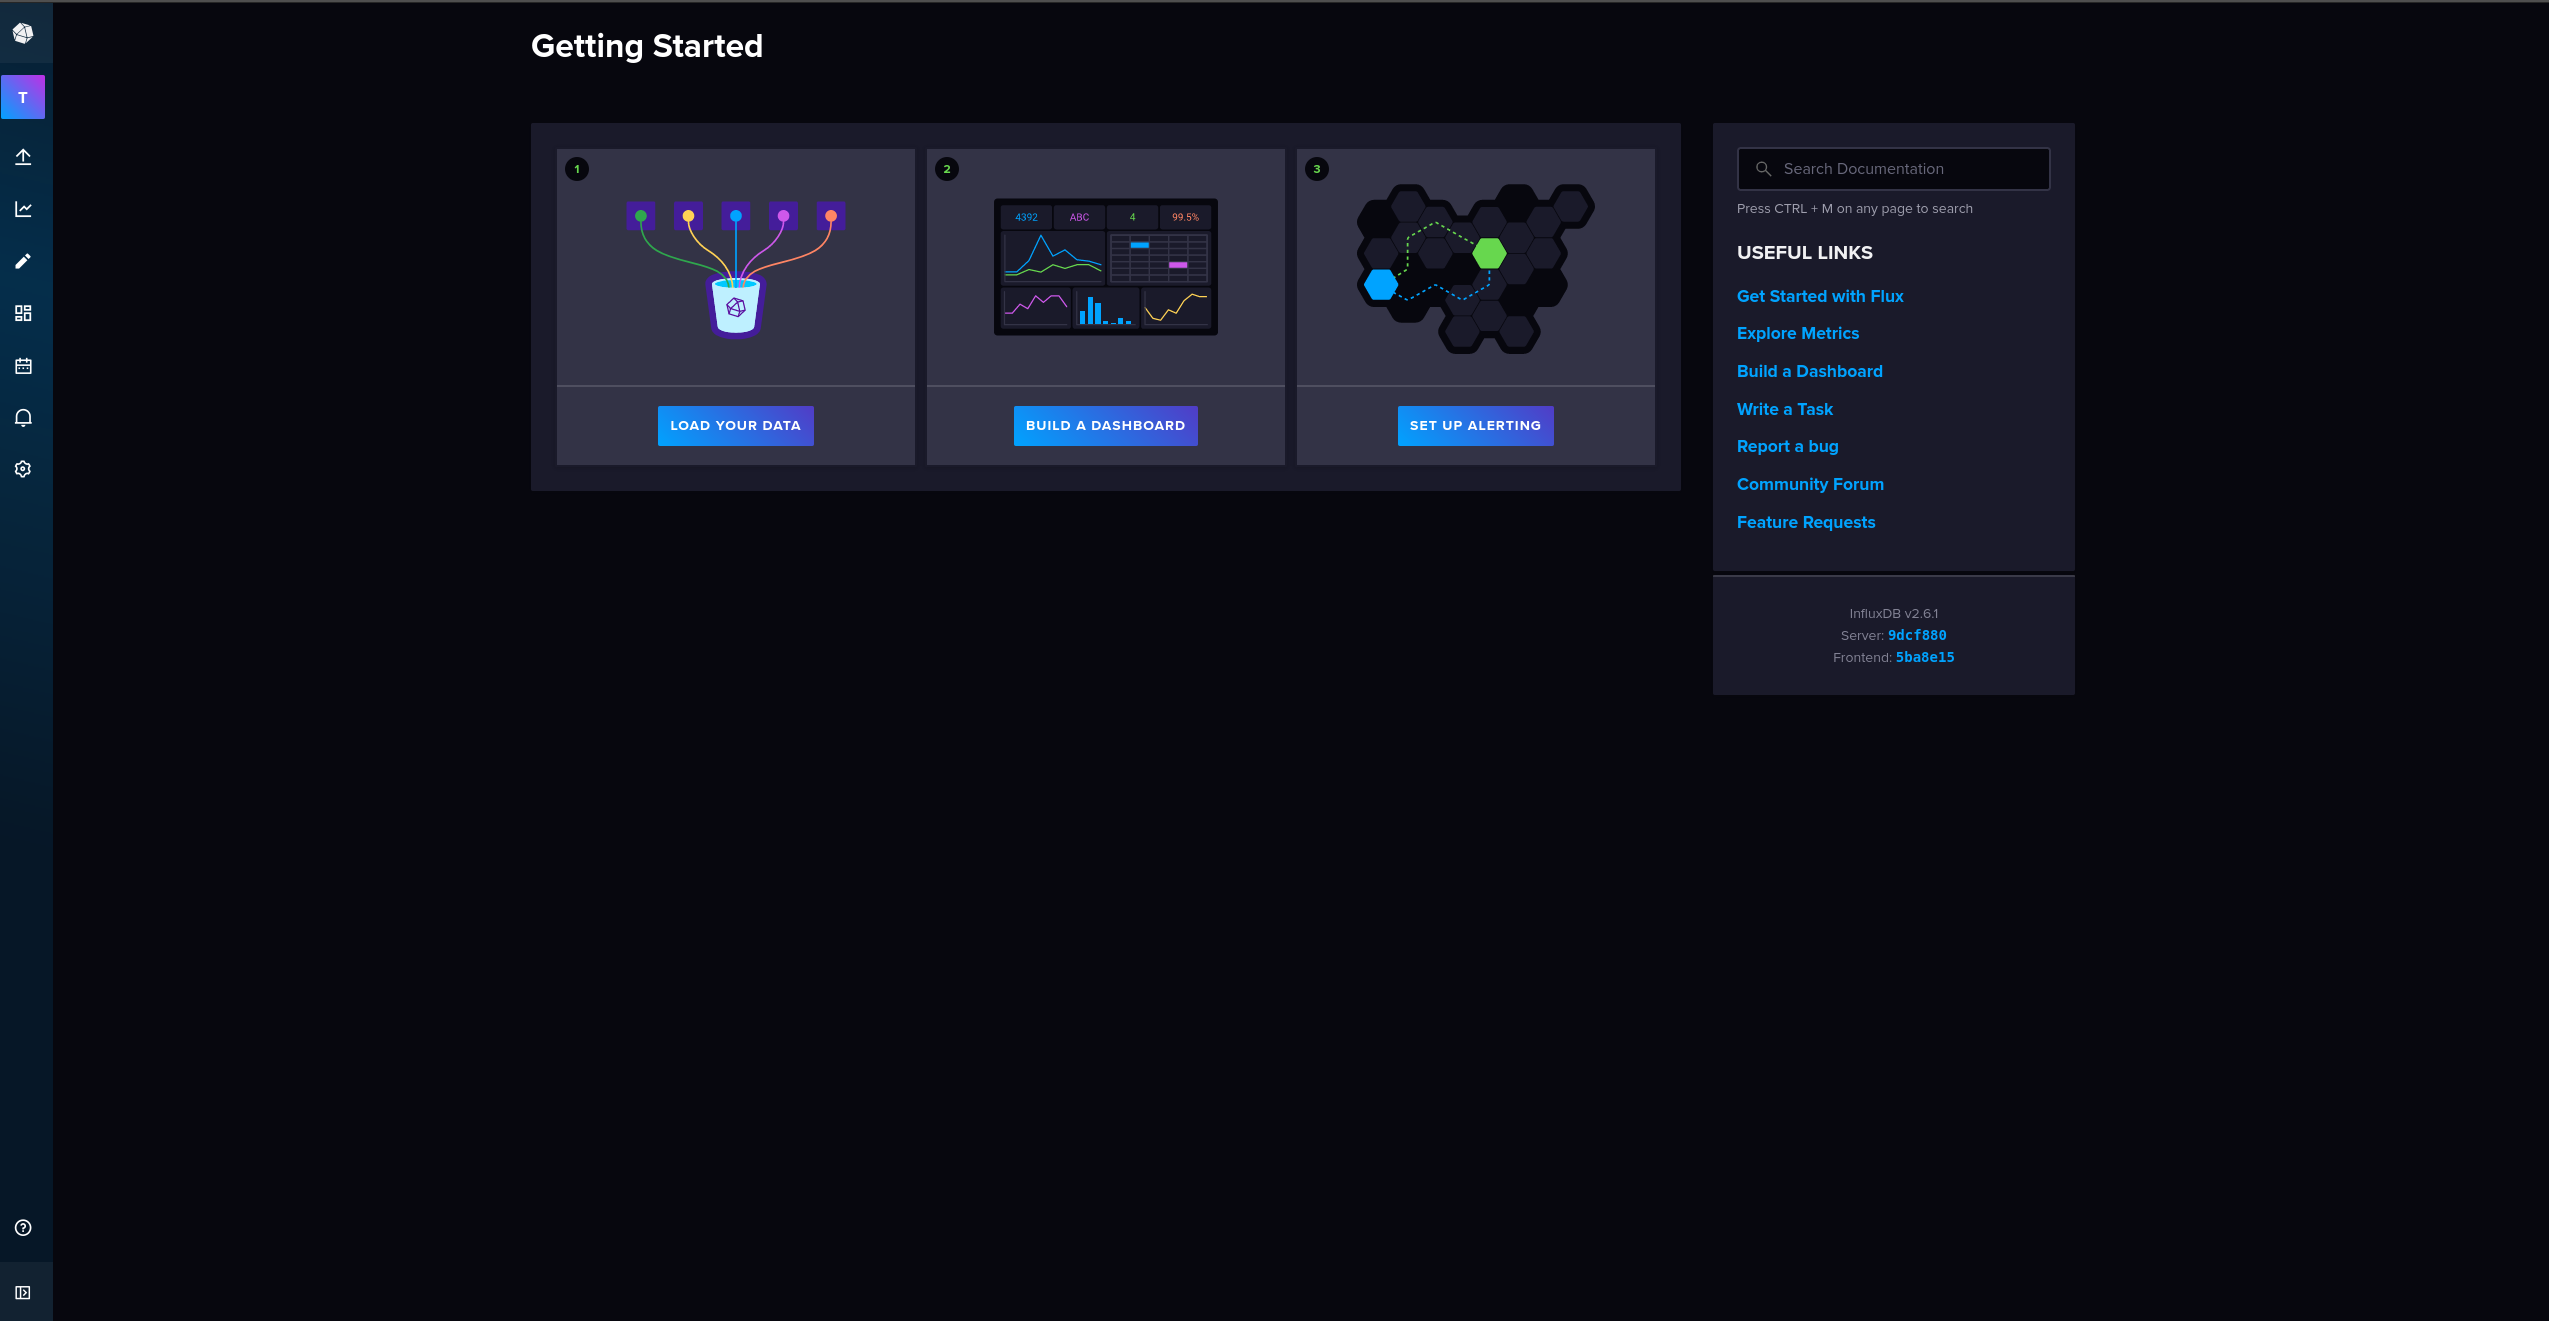 Getting Started
T
1
2
4392
ABC
4
99.5%
3
LOAD YOUR DATA
BUILD A DASHBOARD
SET UP ALERTING
Search Documentation
Press CTRL + M on any page to search
USEFUL LINKS
Get Started with Flux
Explore Metrics
Build a Dashboard
Write a Task
Report a bug
Community Forum
Feature Requests
InfluxDB v2.6.1
Server: 9dcf880
Frontend: 5ba8e15